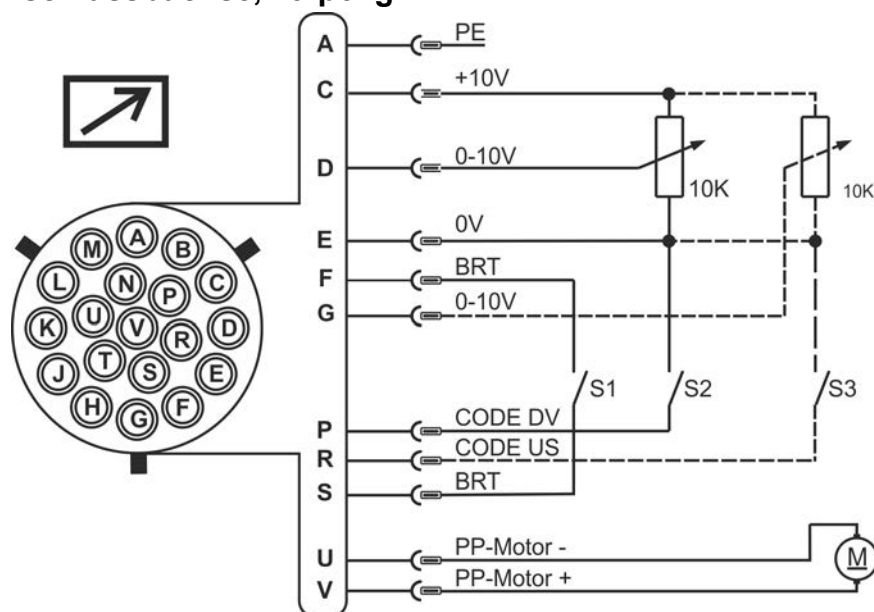 A PE
C +10V
D 0-10V
10K 10K
E 0V
F BRT
G 0-10V
S1 S2 S3
P CODE DV
R CODE US
S BRT
U PP-Motor -
V PP-Motor +
M
A
M B
L N P C
K U V R D
J T S E
H G F